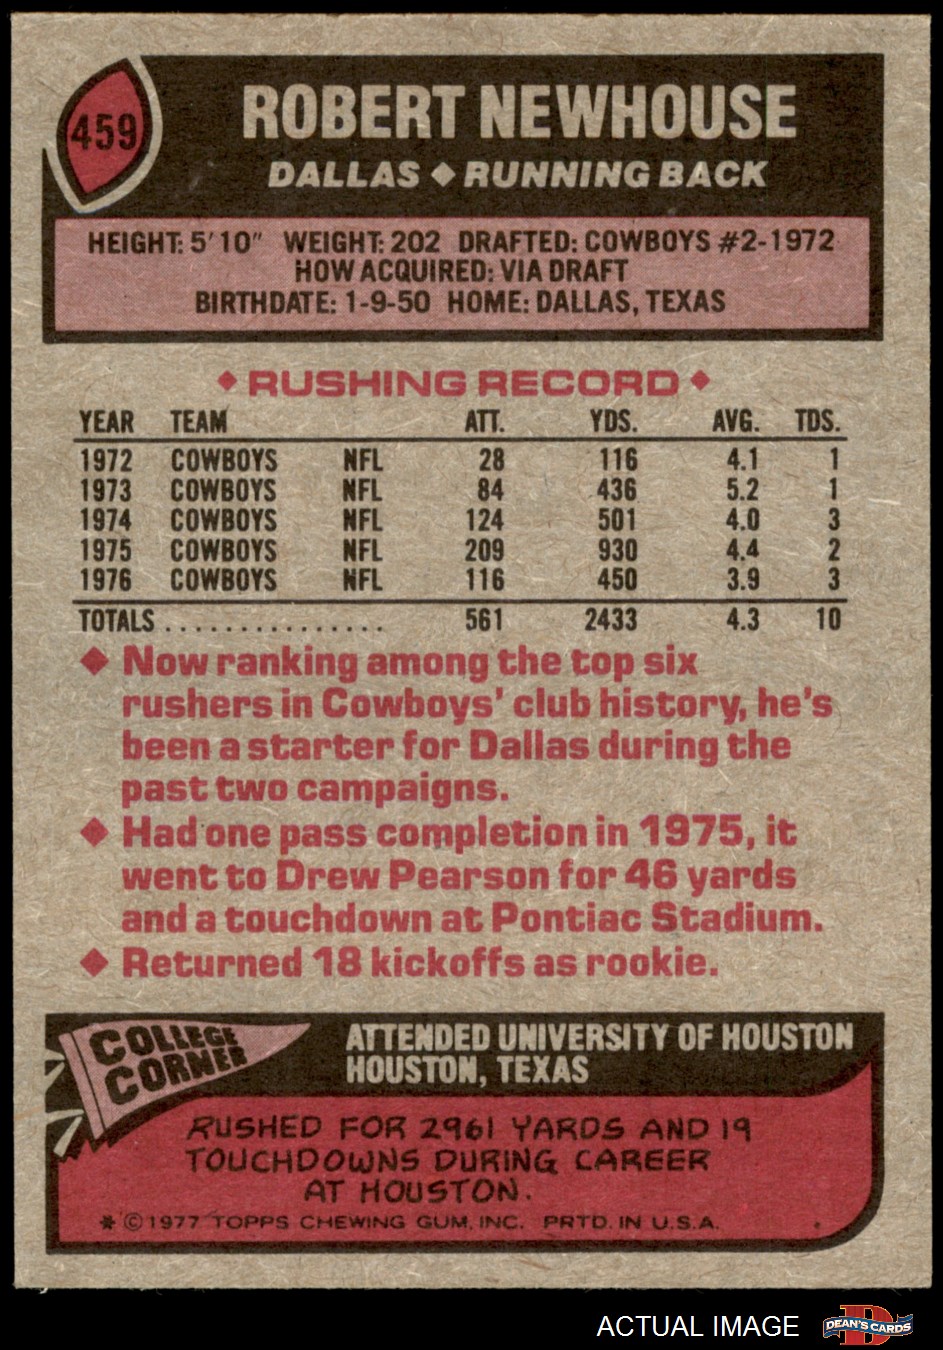 459
ROBERT NEWHOUSE
DALLAS ◆ RUNNING BACK
HEIGHT: 5'10" WEIGHT: 202 DRAFTED: COWBOYS #2-1972
HOW ACQUIRED: VIA DRAFT
BIRTHDATE: 1-9-50 HOME: DALLAS, TEXAS
◆ RUSHING RECORD ◆
YEAR TEAM ATT. YDS. AVG. TDS.
1972 COWBOYS NFL 28 116 4.1 1
1973 COWBOYS NFL 84 436 5.2 1
1974 COWBOYS NFL 124 501 4.0 3
1975 COWBOYS NFL 209 930 4.4 2
1976 COWBOYS NFL 116 450 3.9 3
TOTALS ............... 561 2433 4.3 10
◆ Now ranking among the top six
rushers in Cowboys' club history, he's
been a starter for Dallas during the
past two campaigns.
◆ Had one pass completion in 1975, it
went to Drew Pearson for 46 yards
and a touchdown at Pontiac Stadium.
◆ Returned 18 kickoffs as rookie.
COLLEGE
CORNER
ATTENDED UNIVERSITY OF HOUSTON
HOUSTON, TEXAS
RUSHED FOR 2961 YARDS AND 19
TOUCHDOWNS DURING CAREER
AT HOUSTON.
* © 1977 TOPPS CHEWING GUM, INC. PRTD. IN U.S.A.
ACTUAL IMAGE
D
DEAN'S CARDS